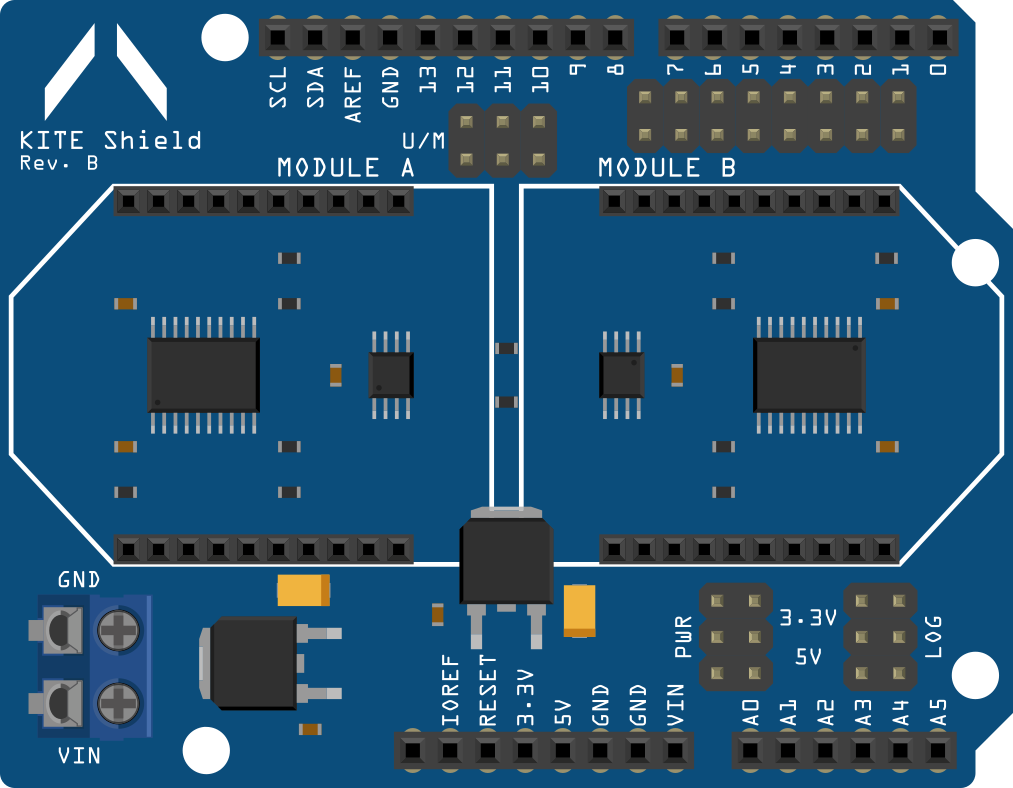 SCL
SDA
AREF
GND
13
12
11
10
9
8
7
6
5
4
3
2
1
0
KITE Shield
Rev. B
U/M
MODULE A
MODULE B
GND
VIN
PWR
3.3V
5V
LOG
IOREF
RESET
3.3V
5V
GND
GND
VIN
A0
A1
A2
A3
A4
A5